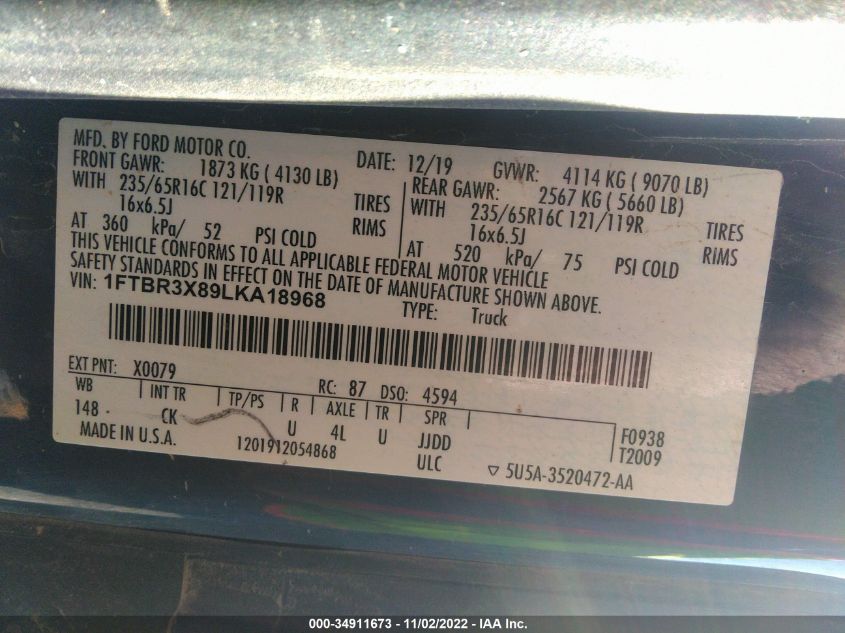 MFD. BY FORD MOTOR CO.
DATE: 12/19 GVWR: 4114 KG ( 9070 LB)
FRONT GAWR: 1873 KG ( 4130 LB) REAR GAWR: 2567 KG ( 5660 LB)
WITH 235/65R16C 121/119R TIRES WITH 235/65R16C 121/119R TIRES
16x6.5J RIMS 16x6.5J RiMS
AT 360 kPa/ 52 PSI COLD AT 520 kPa/ 75 PSI COLD
THIS VEHICLE CONFORMS TO ALL APPLICABLE FEDERAL MOTOR VEHICLE
SAFETY STANDARDS IN EFFECT ON THE DATE OF MANUFACTURE SHOWN ABOVE.
VIN: 1FTBR3X89LKA18968 TYPE: Truck
EXT PNT: X0079 RC: 87 DSO: 4594
WB INT TR TP/PS R AXLE TR SPR F0938
148 CK U 4L U JJDD T2009
MADE IN U.S.A. 1201912054868 ULC 5U5A-3520472-AA
000-34911673 - 11/02/2022 - IAA Inc.